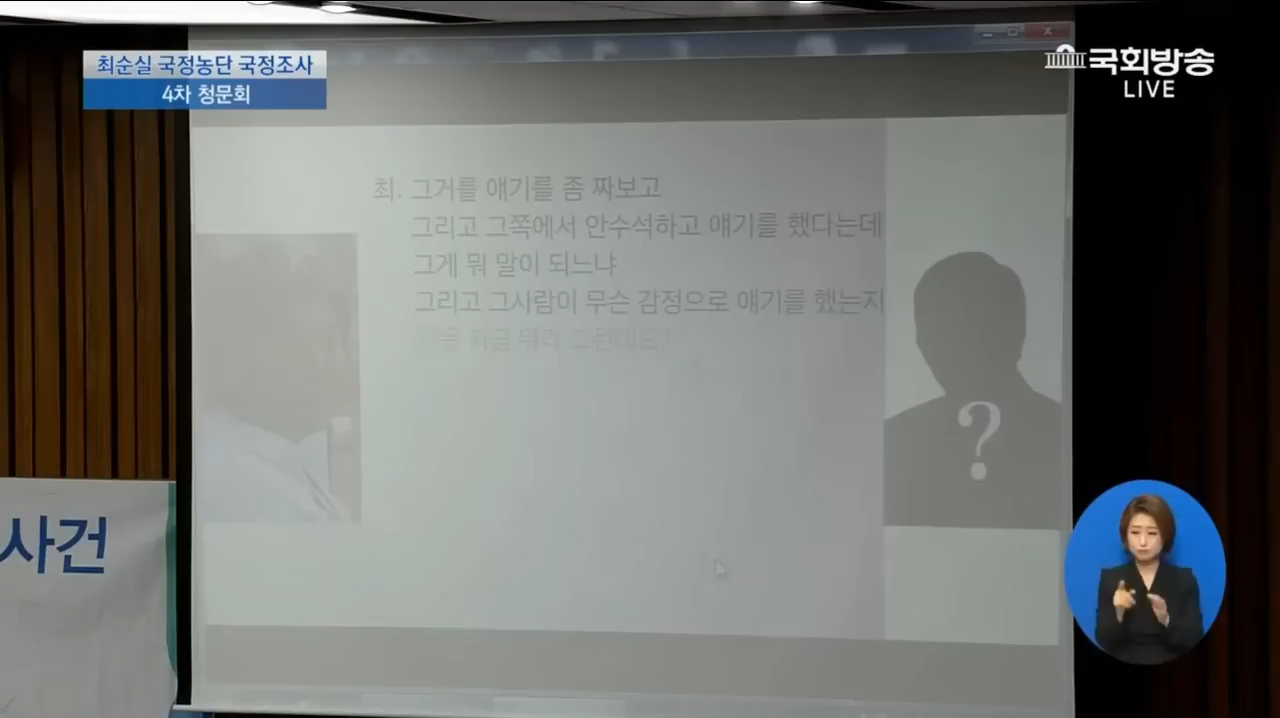 최순실 국정농단 국정조사
4차 청문회
국회방송
LIVE
최. 그거를 얘기를 좀 짜보고
그리고 그쪽에서 안수석하고 얘기를 했다는데
그게 뭐 말이 되느냐
그리고 그사람이 무슨 감정으로 얘기를 했는지
지금 뭐라
?
사건